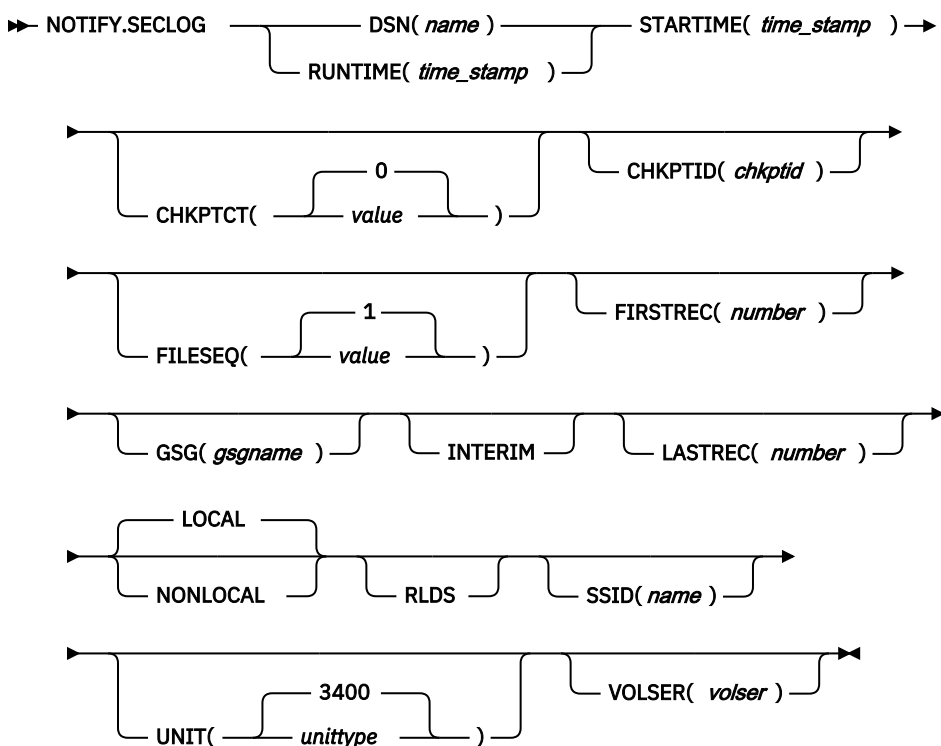 NOTIFY.SECLOG DSN( name ) STARTIME( time_stamp )
RUNTIME( time_stamp )
CHKPTID( chkptid )
0
CHKPTCT( value )
FIRSTREC( number )
1
FILESEQ( value )
GSG( gsgname ) INTERIM LASTREC( number )
LOCAL
NONLOCAL RLDS SSID( name )
3400
VOLSER( volser )
UNIT( unittype )